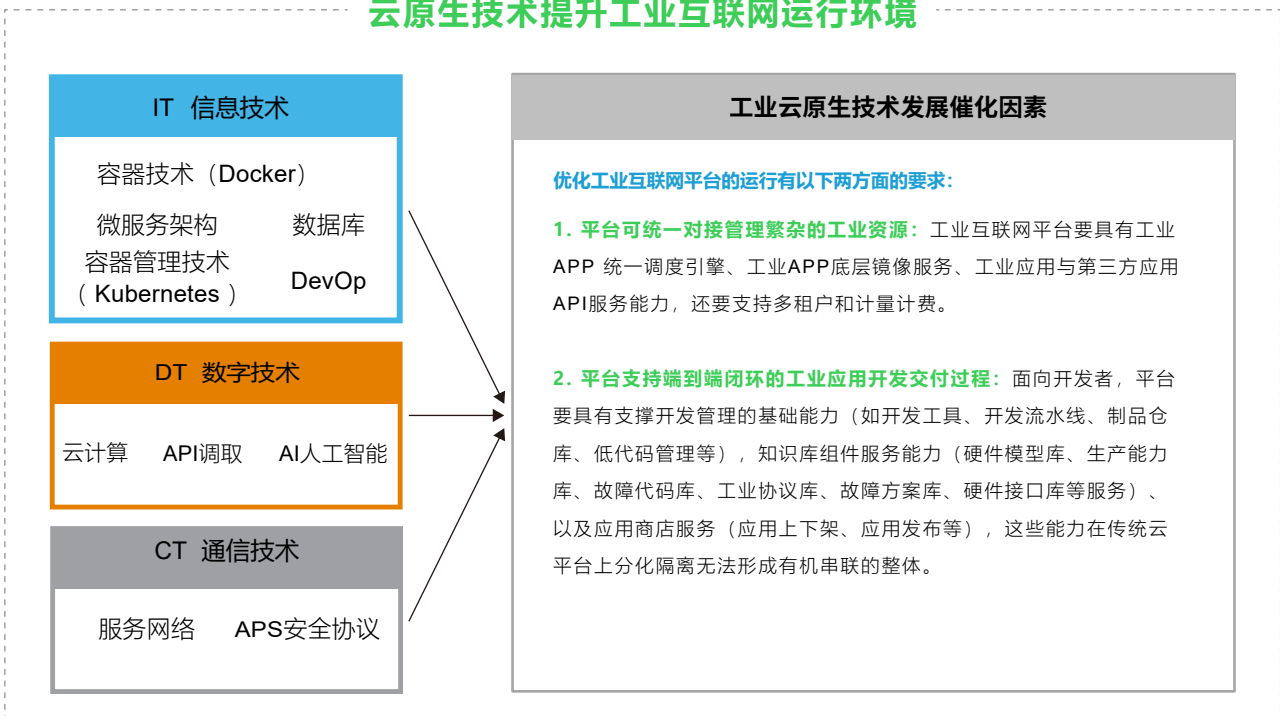 云原生技术提升工业互联网运行环境
IT 信息技术
容器技术（Docker）
微服务架构 数据库
容器管理技术
（ Kubernetes ） DevOp
DT 数字技术
云计算 API调取 AI人工智能
CT 通信技术
服务网络 APS安全协议
工业云原生技术发展催化因素
优化工业互联网平台的运行有以下两方面的要求：
1. 平台可统一对接管理繁杂的工业资源：工业互联网平台要具有工业
APP 统一调度引擎、工业APP底层镜像服务、工业应用与第三方应用
API服务能力，还要支持多租户和计量计费。
2. 平台支持端到端闭环的工业应用开发交付过程：面向开发者，平台
要具有支撑开发管理的基础能力（如开发工具、开发流水线、制品仓
库、低代码管理等），知识库组件服务能力（硬件模型库、生产能力
库、故障代码库、工业协议库、故障方案库、硬件接口库等服务）、
以及应用商店服务（应用上下架、应用发布等），这些能力在传统云
平台上分化隔离无法形成有机串联的整体。